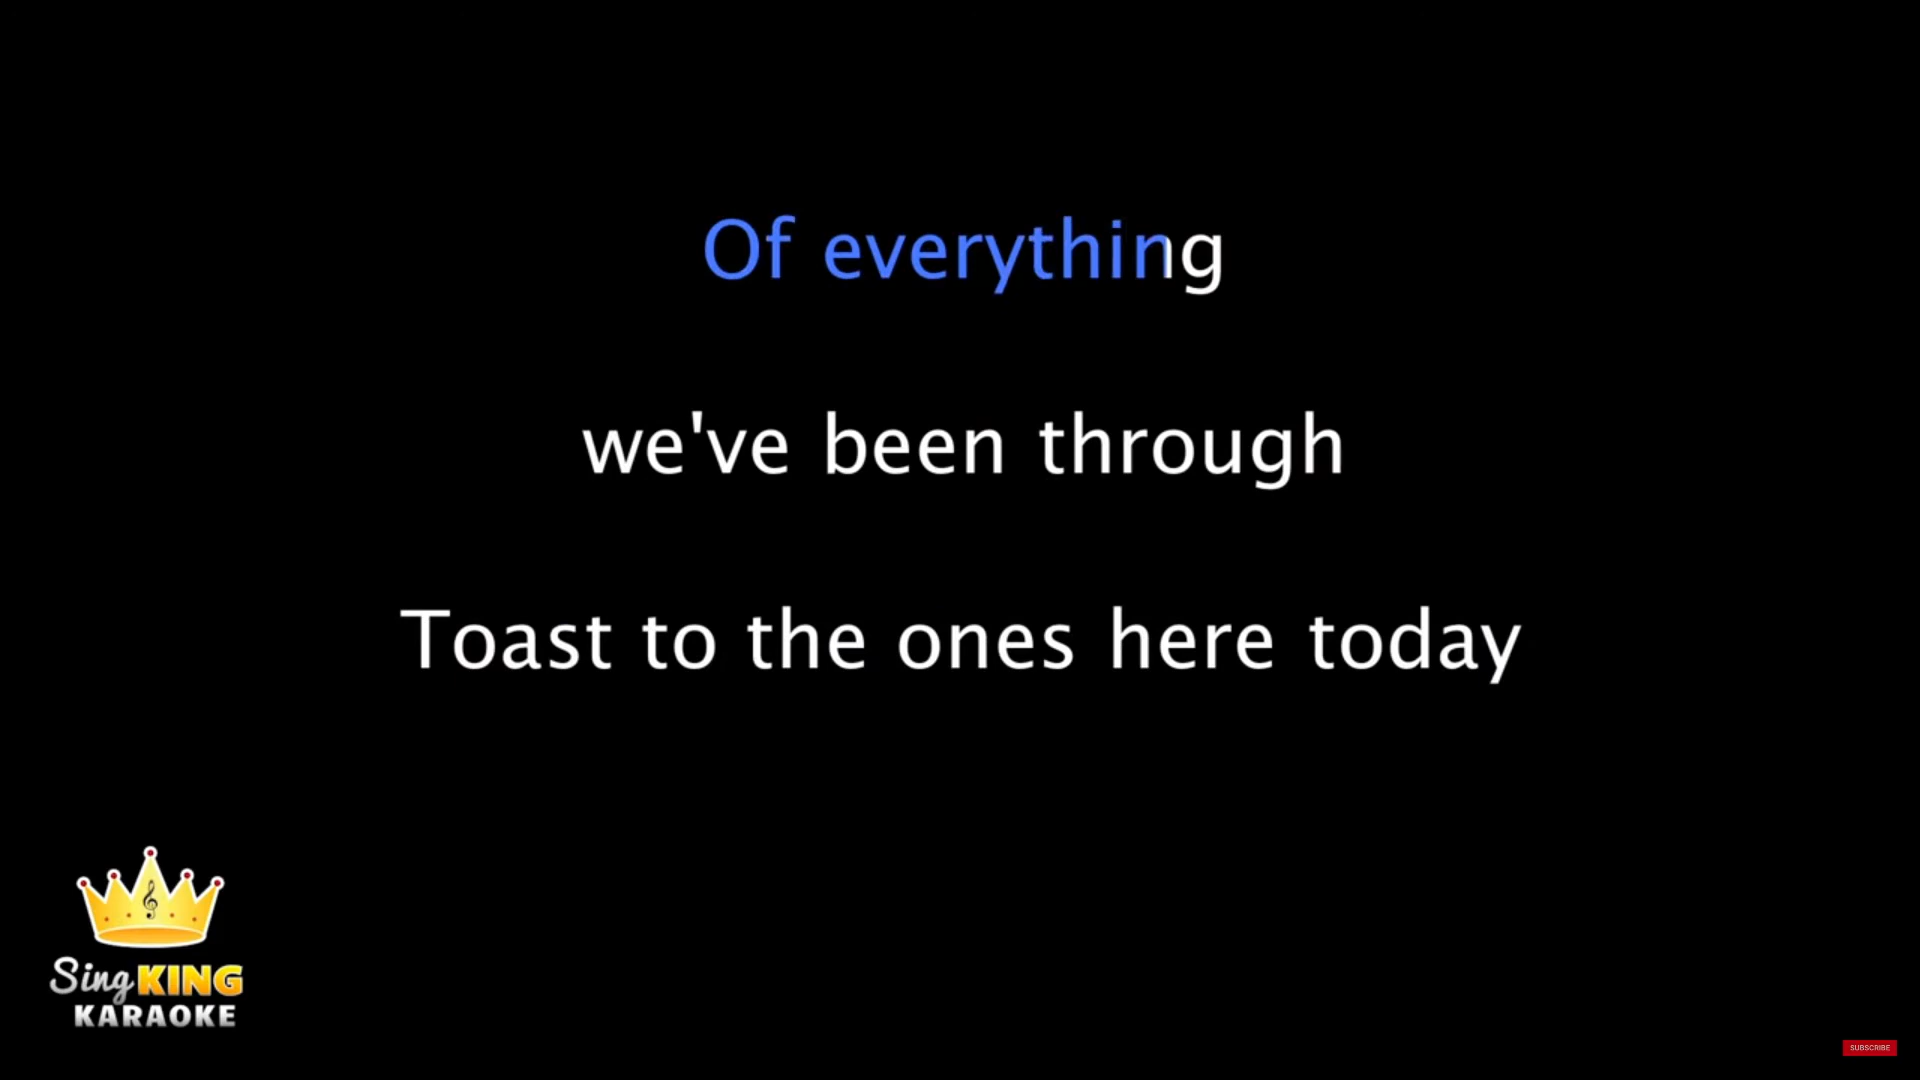 Of everything
we've been through
Toast to the ones here today
Sing KING
KARAOKE
SUBSCRIBE